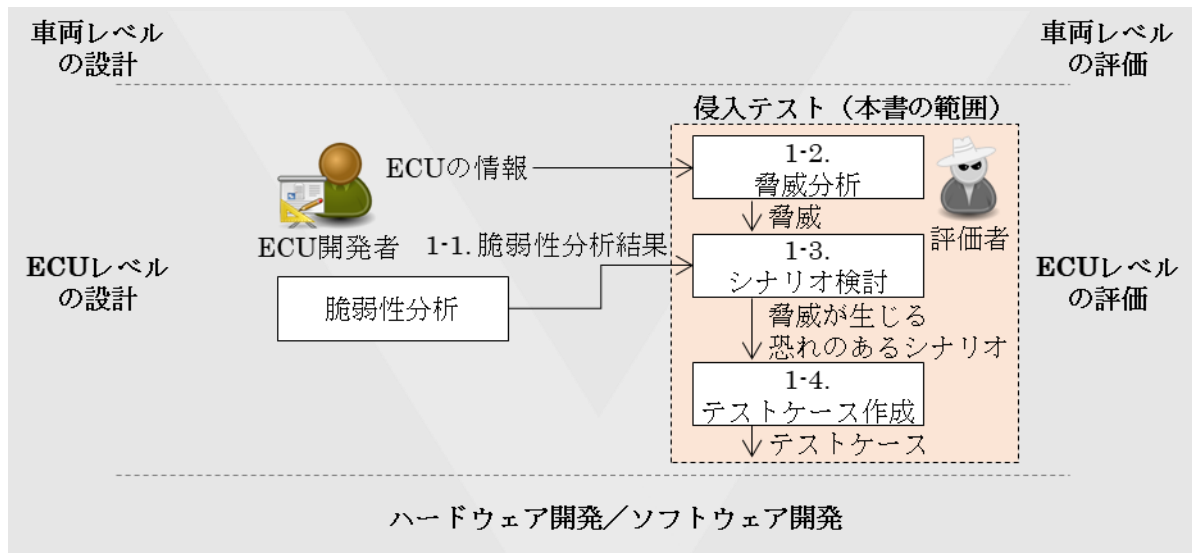 車両レベル
の設計
車両レベル
の評価
侵入テスト（本書の範囲）
ECUの情報
1-2.
脅威分析
脅威
ECU開発者
1-1. 脆弱性分析結果
評価者
ECUレベル
の設計
脆弱性分析
1-3.
シナリオ検討
ECUレベル
の評価
脅威が生じる
恐れのあるシナリオ
1-4.
テストケース作成
テストケース
ハードウェア開発／ソフトウェア開発